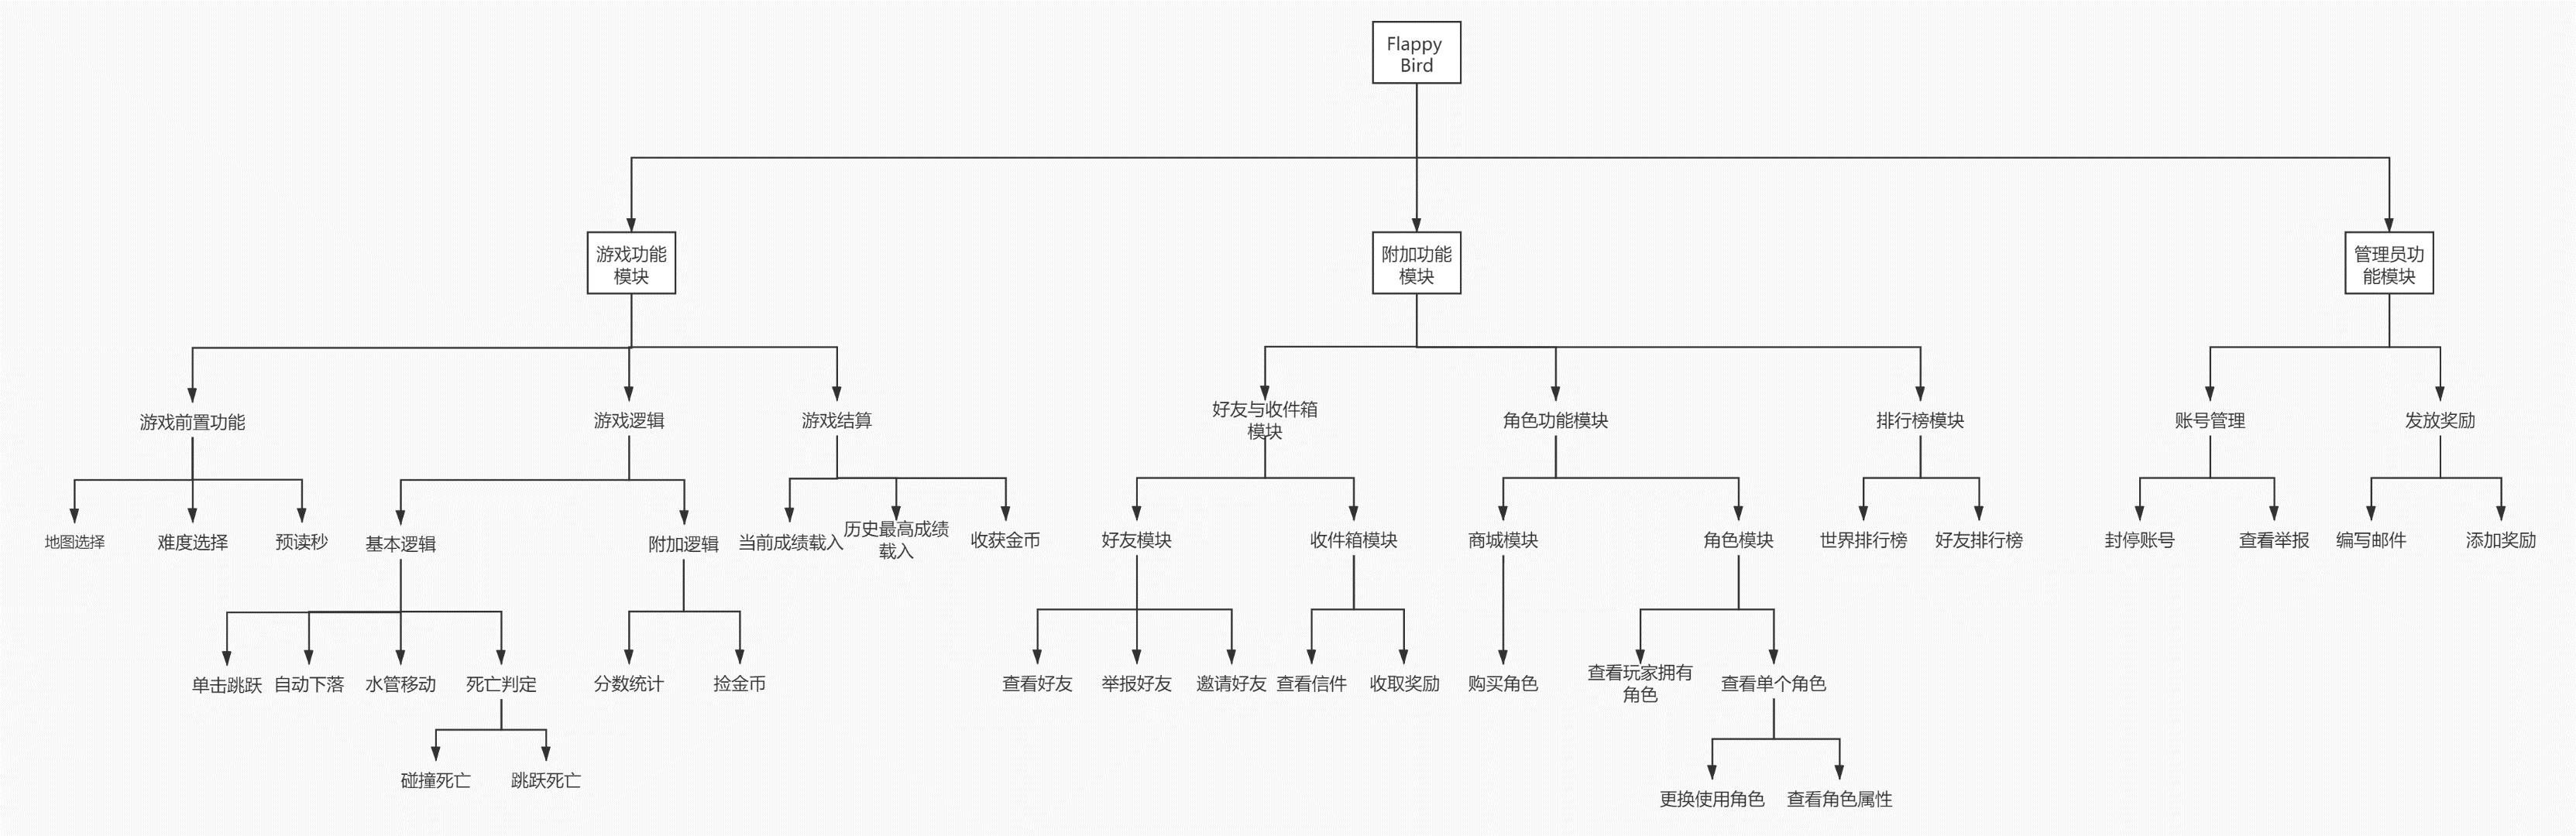 Flappy
Bird
游戏功能
模块
附加功能
模块
管理员功
能模块
游戏前置功能
游戏逻辑
游戏结算
好友与收件箱
模块
角色功能模块
排行榜模块
账号管理
发放奖励
地图选择
难度选择
预读秒
基本逻辑
附加逻辑
当前成绩载入
历史最高成绩
载入
收获金币
好友模块
收件箱模块
商城模块
角色模块
世界排行榜
好友排行榜
封停账号
查看举报
编写邮件
添加奖励
单击跳跃
自动下落
水管移动
死亡判定
分数统计
捡金币
查看好友
举报好友
邀请好友
查看信件
收取奖励
购买角色
查看玩家拥有
角色
查看单个角色
碰撞死亡
跳跃死亡
更换使用角色
查看角色属性